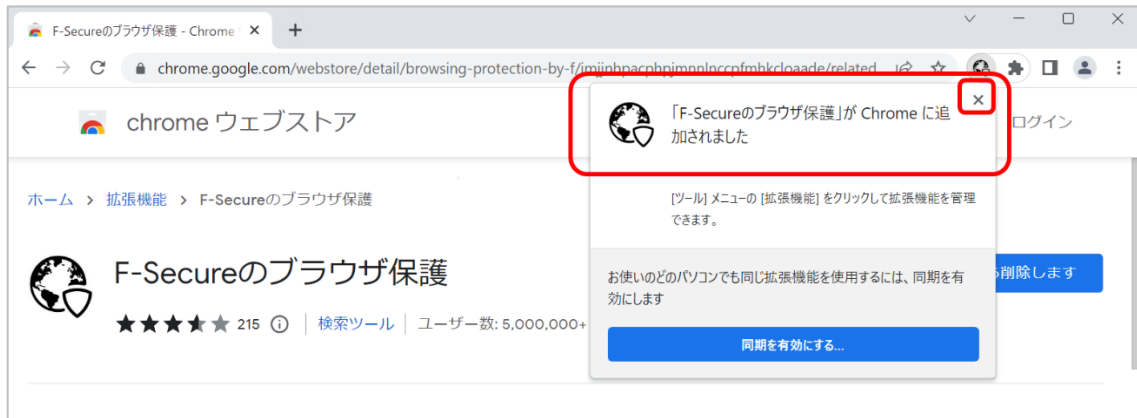 F-Secureのブラウザ保護 - Chrome
chrome.google.com/webstore/detail/browsing-protection-by-f/imjjnhpacphpjmnnlnccpfmhkcloaade/related
chrome ウェブストア
ログイン
「F-Secureのブラウザ保護」が Chrome に追
加されました
[ツール] メニューの [拡張機能] をクリックして拡張機能を管理
できます。
お使いのどのパソコンでも同じ拡張機能を使用するには、同期を有
効にします
同期を有効にする...
ホーム > 拡張機能 > F-Secureのブラウザ保護
F-Secureのブラウザ保護
削除します
215 | 検索ツール | ユーザー数: 5,000,000+